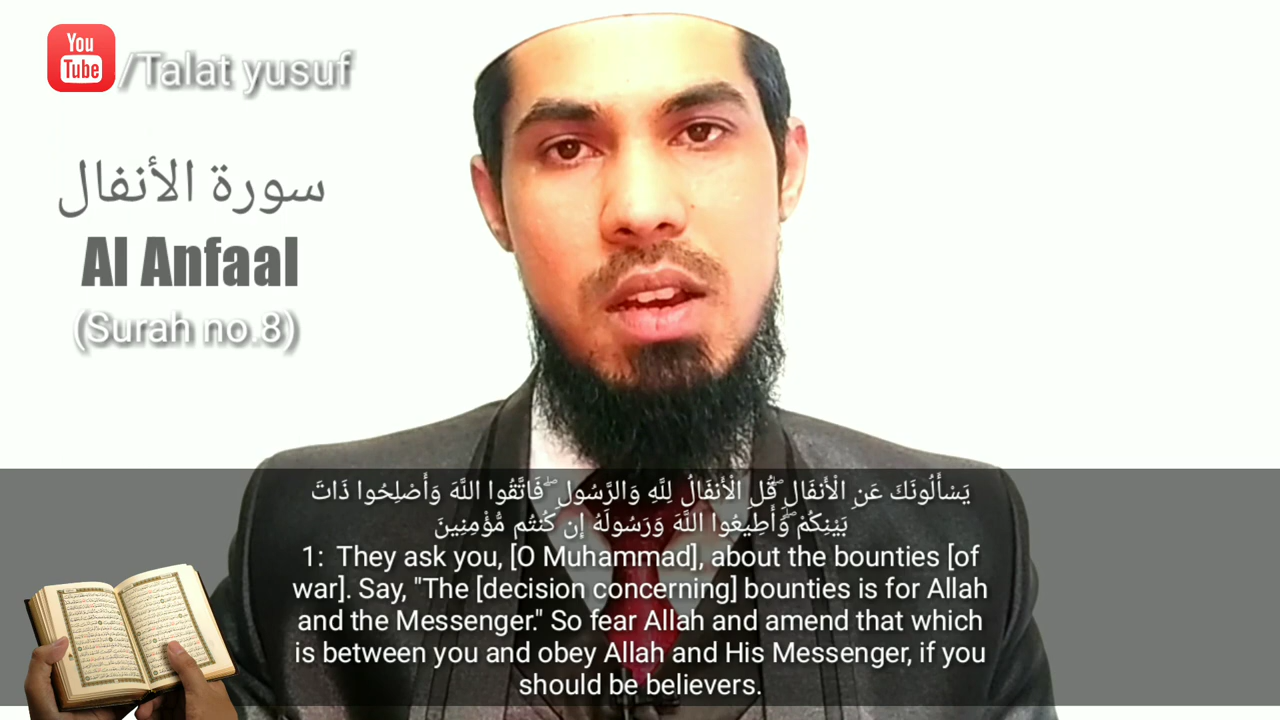 You
Tube
/Talat yusuf
سورة الأنفال
Al Anfaal
(Surah no.8)
يَسْأَلُونَكَ عَنِ الْأَنفَالِ ۖ قُلِ الْأَنفَالُ لِلَّهِ وَالرَّسُولِ ۖ فَاتَّقُوا اللَّهَ وَأَصْلِحُوا ذَاتَ
بَيْنِكُمْ ۖ وَأَطِيعُوا اللَّهَ وَرَسُولَهُ إِن كُنتُم مُّؤْمِنِينَ
1: They ask you, [O Muhammad], about the bounties [of
war]. Say, "The [decision concerning] bounties is for Allah
and the Messenger." So fear Allah and amend that which
is between you and obey Allah and His Messenger, if you
should be believers.